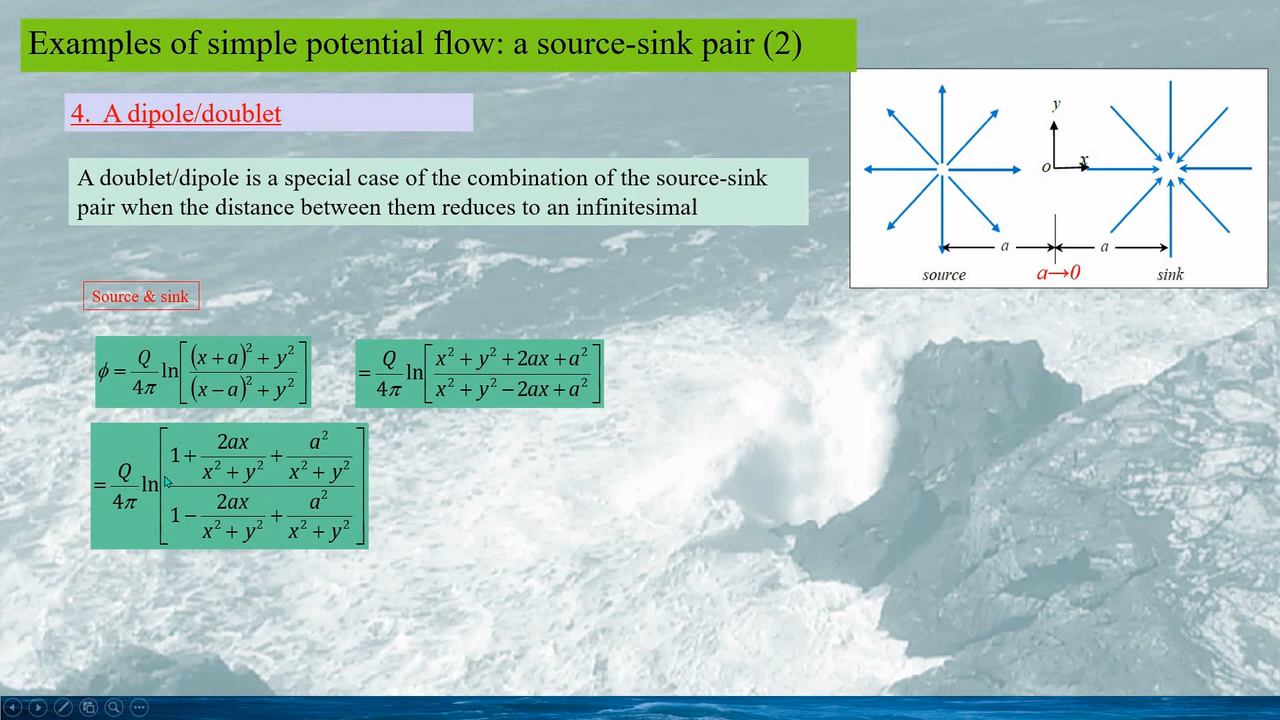 Examples of simple potential flow: a source-sink pair (2)
4. A dipole/doublet
A doublet/dipole is a special case of the combination of the source-sink
pair when the distance between them reduces to an infinitesimal
y
o x
a a
source a→0 sink
Source & sink
ϕ = Q/4π ln[((x+a)² + y²)/((x−a)² + y²)]
= Q/4π ln[(x² + y² + 2ax + a²)/(x² + y² − 2ax + a²)]
= Q/4π ln[(1 + 2ax/(x² + y²) + a²/(x² + y²))/(1 − 2ax/(x² + y²) + a²/(x² + y²))]